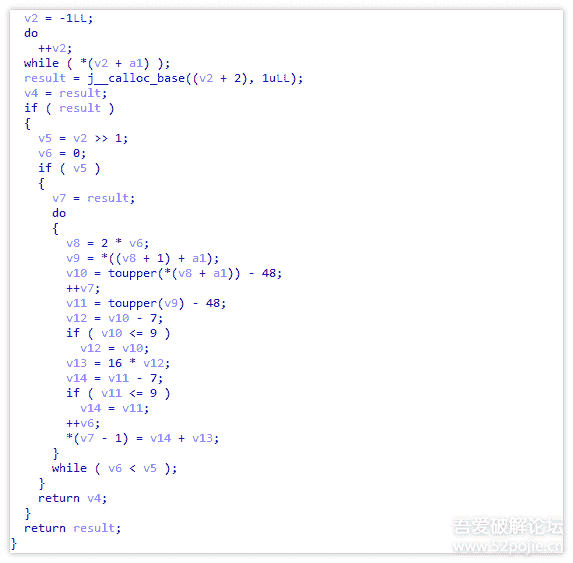 v2 = -1LL;
do
++v2;
while ( *(v2 + a1) );
result = j__calloc_base((v2 + 2), 1uLL);
v4 = result;
if ( result )
{
v5 = v2 >> 1;
v6 = 0;
if ( v5 )
{
v7 = result;
do
{
v8 = 2 * v6;
v9 = *((v8 + 1) + a1);
v10 = toupper(*(v8 + a1)) - 48;
++v7;
v11 = toupper(v9) - 48;
v12 = v10 - 7;
if ( v10 <= 9 )
v12 = v10;
v13 = 16 * v12;
v14 = v11 - 7;
if ( v11 <= 9 )
v14 = v11;
++v6;
*(v7 - 1) = v14 + v13;
}
while ( v6 < v5 );
}
return v4;
}
return result;
}
吾爱破解论坛
www.52pojie.cn